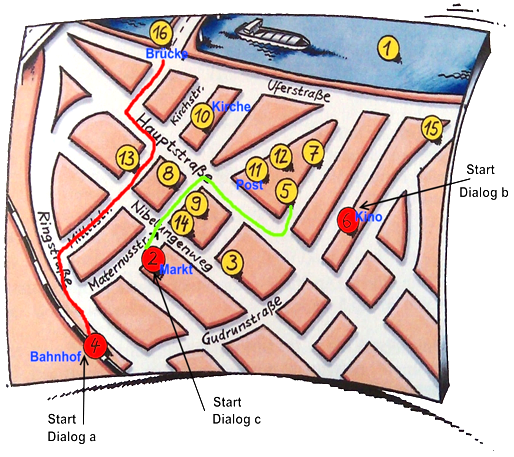 16
1
Brücke
Uferstraße
Kirchstr.
10
Kirche
Hauptstraße
15
13
12
7
11
8
Post
5
Start
Dialog b
9
6
Kino
14
Nibelungenweg
Mittelstr.
Ringstraße
Maternusstr.
2
Markt
3
Gudrunstraße
4
Bahnhof
Start
Dialog a
Start
Dialog c